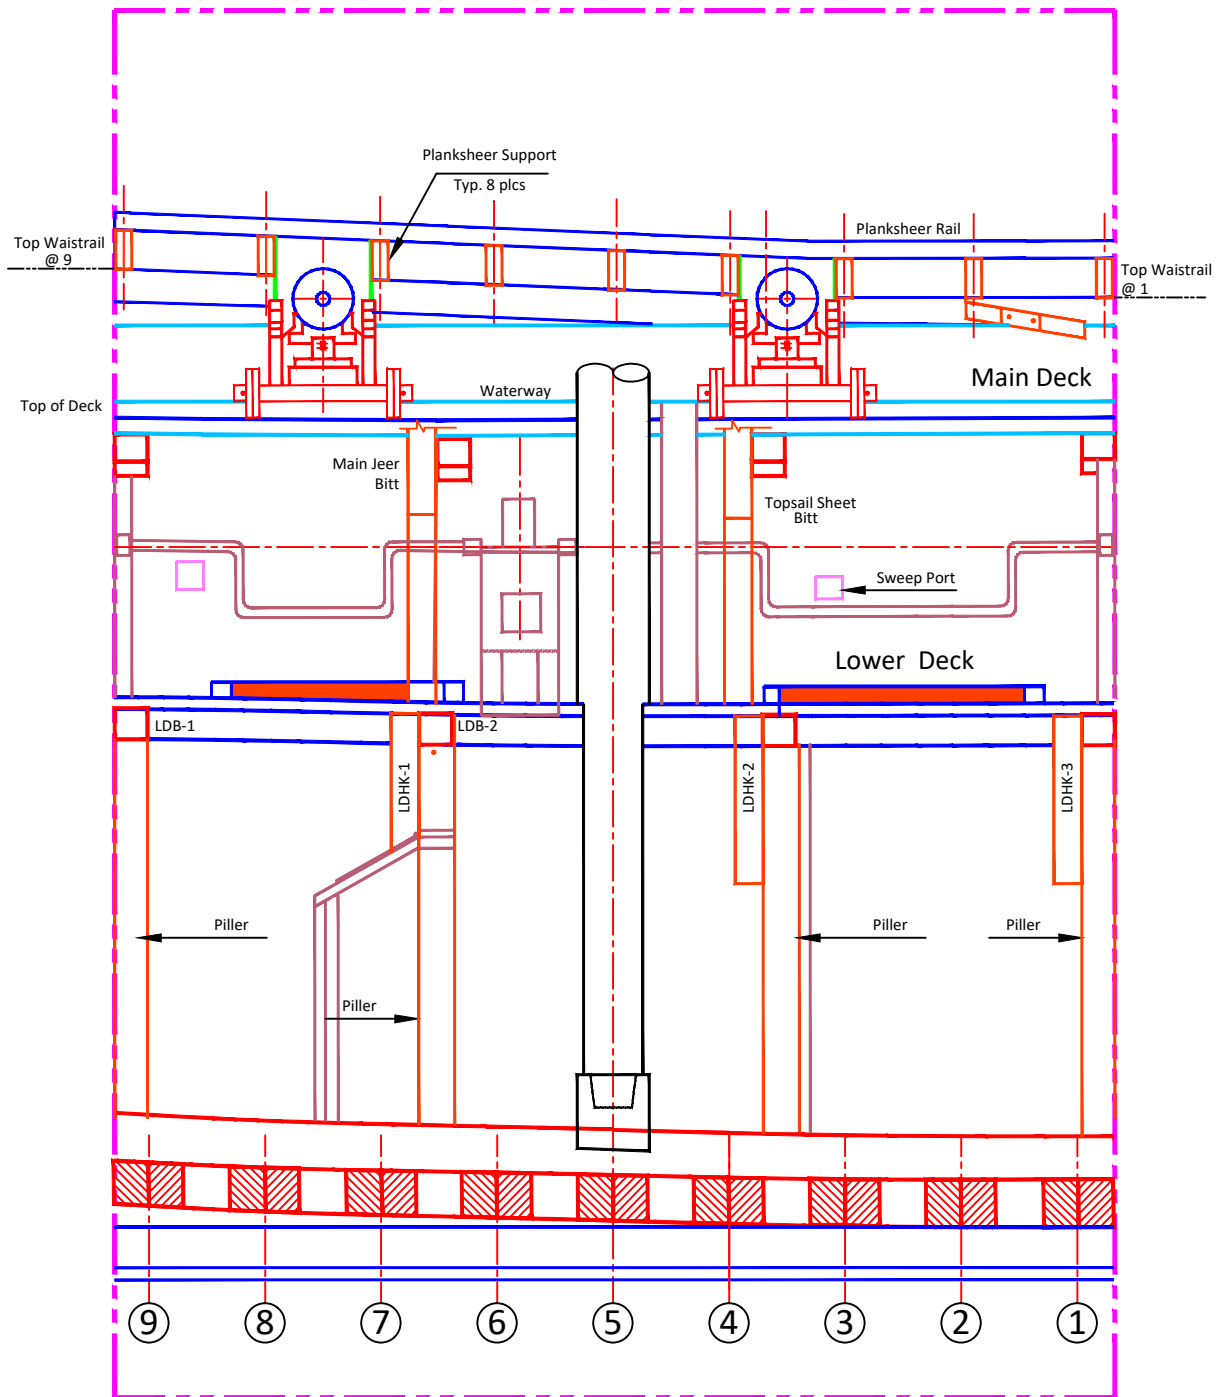 Planksheer Support
Typ. 8 plcs
Top Waistrail
@ 9
Planksheer Rail
Top Waistrail
@ 1
Main Deck
Waterway
Top of Deck
Main Jeer
Bitt
Topsail Sheet
Bitt
Sweep Port
Lower Deck
LDB-1
LDB-2
LDHK-1
LDHK-2
LDHK-3
Piller
Piller
Piller
Piller
9 8 7 6 5 4 3 2 1